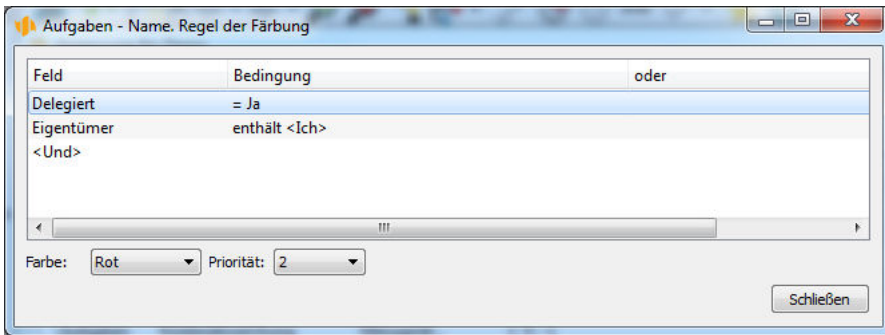 Aufgaben - Name. Regel der Färbung
Feld Bedingung oder
Delegiert = Ja
Eigentümer enthält <Ich>
<Und>
Farbe: Rot Priorität: 2
Schließen